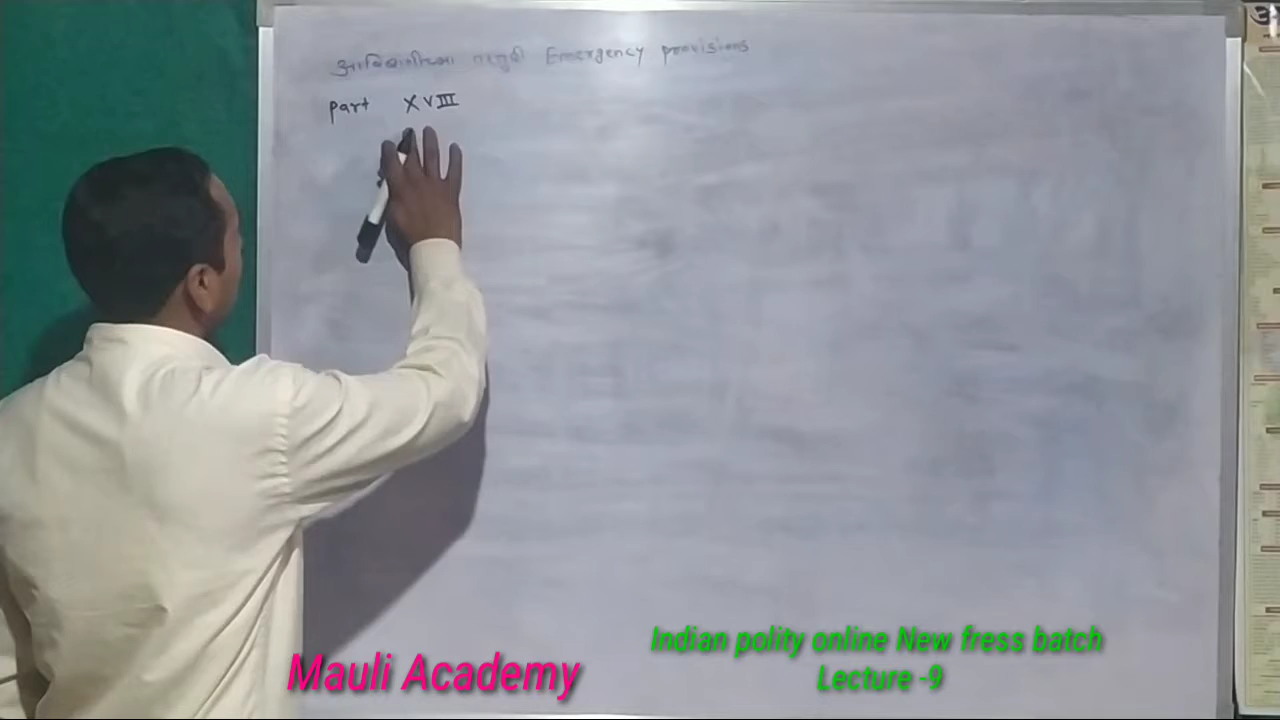 Emergency provisions
Part XVIII
Mauli Academy
Indian polity online New fress batch
Lecture -9